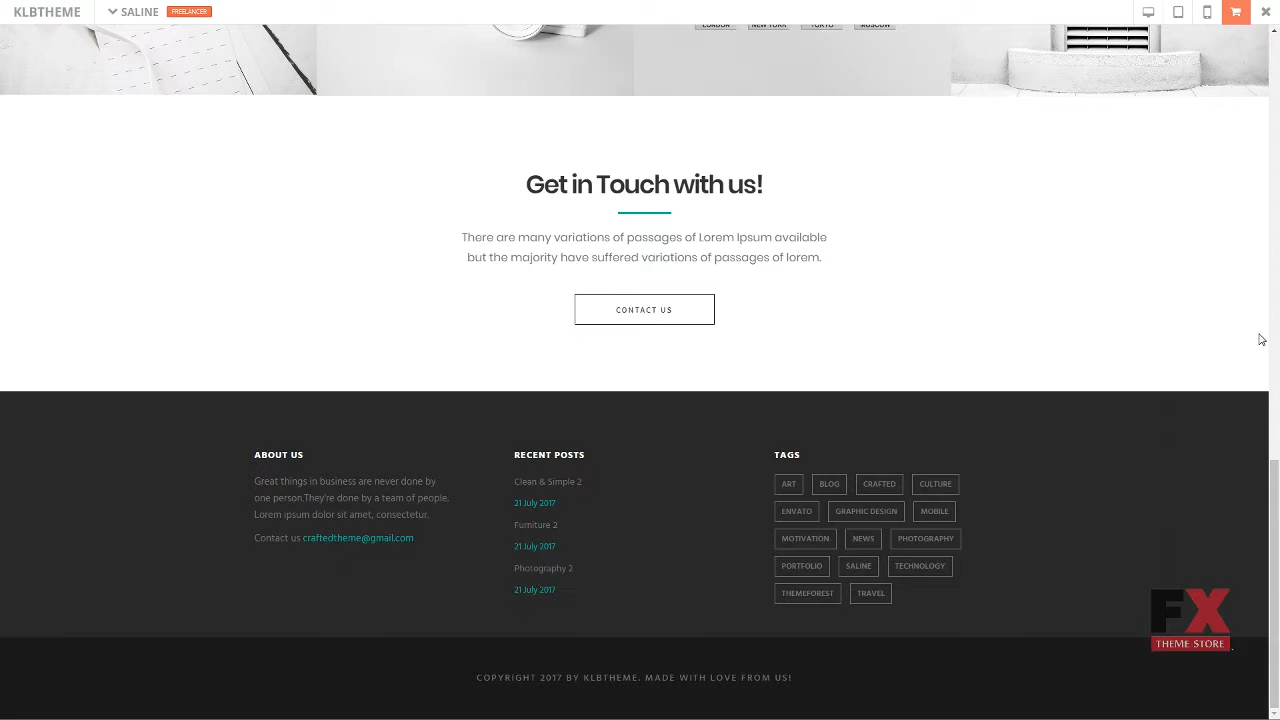 KLBTHEME
SALINE
FREELANCER
LONDON
NEW YORK
TOKYO
MOSCOW
Get in Touch with us!
There are many variations of passages of Lorem Ipsum available
but the majority have suffered variations of passages of lorem.
CONTACT US
ABOUT US
Great things in business are never done by
one person.They're done by a team of people.
Lorem ipsum dolor sit amet, consectetur.
Contact us craftedtheme@gmail.com
RECENT POSTS
Clean & Simple 2
21 July 2017
Furniture 2
21 July 2017
Photography 2
21 July 2017
TAGS
ART BLOG CRAFTED CULTURE
ENVATO GRAPHIC DESIGN MOBILE
MOTIVATION NEWS PHOTOGRAPHY
PORTFOLIO SALINE TECHNOLOGY
THEMEFOREST TRAVEL
FX
THEME STORE
COPYRIGHT 2017 BY KLBTHEME. MADE WITH LOVE FROM US!